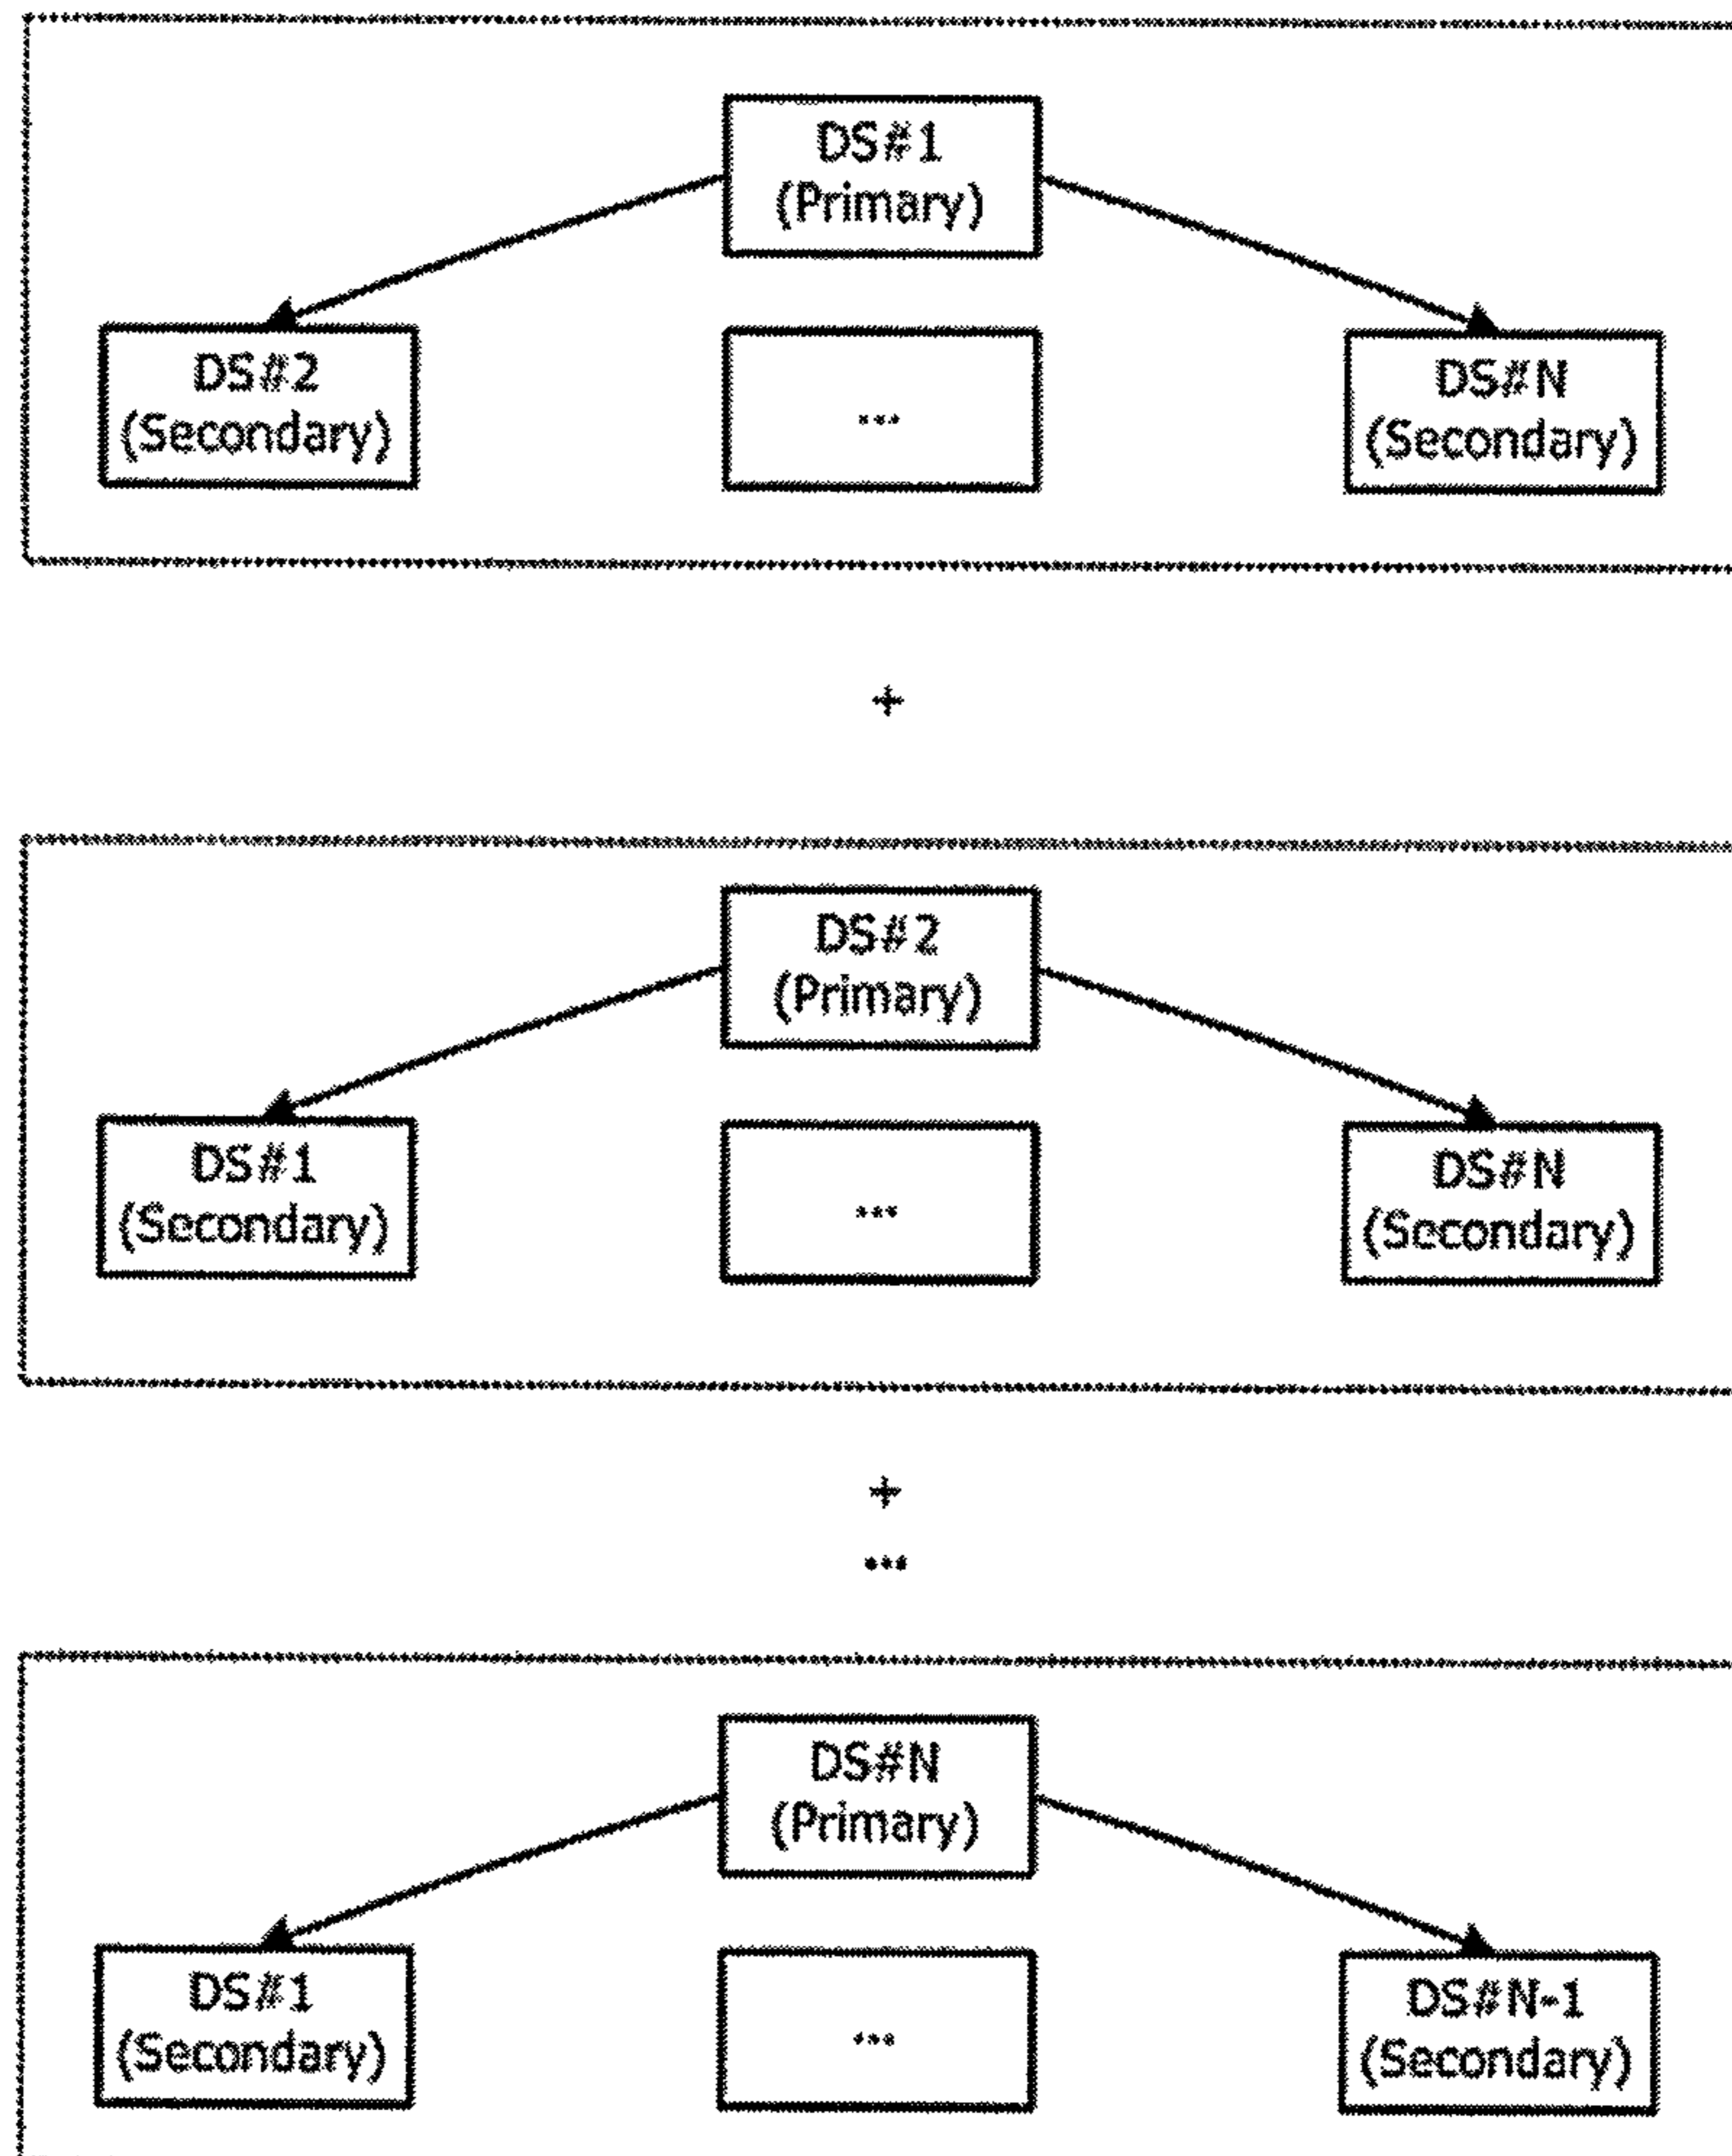 DS#1
(Primary)
DS#2
(Secondary)
...
DS#N
(Secondary)
+
DS#2
(Primary)
DS#1
(Secondary)
...
DS#N
(Secondary)
+
...
DS#N
(Primary)
DS#1
(Secondary)
...
DS#N-1
(Secondary)